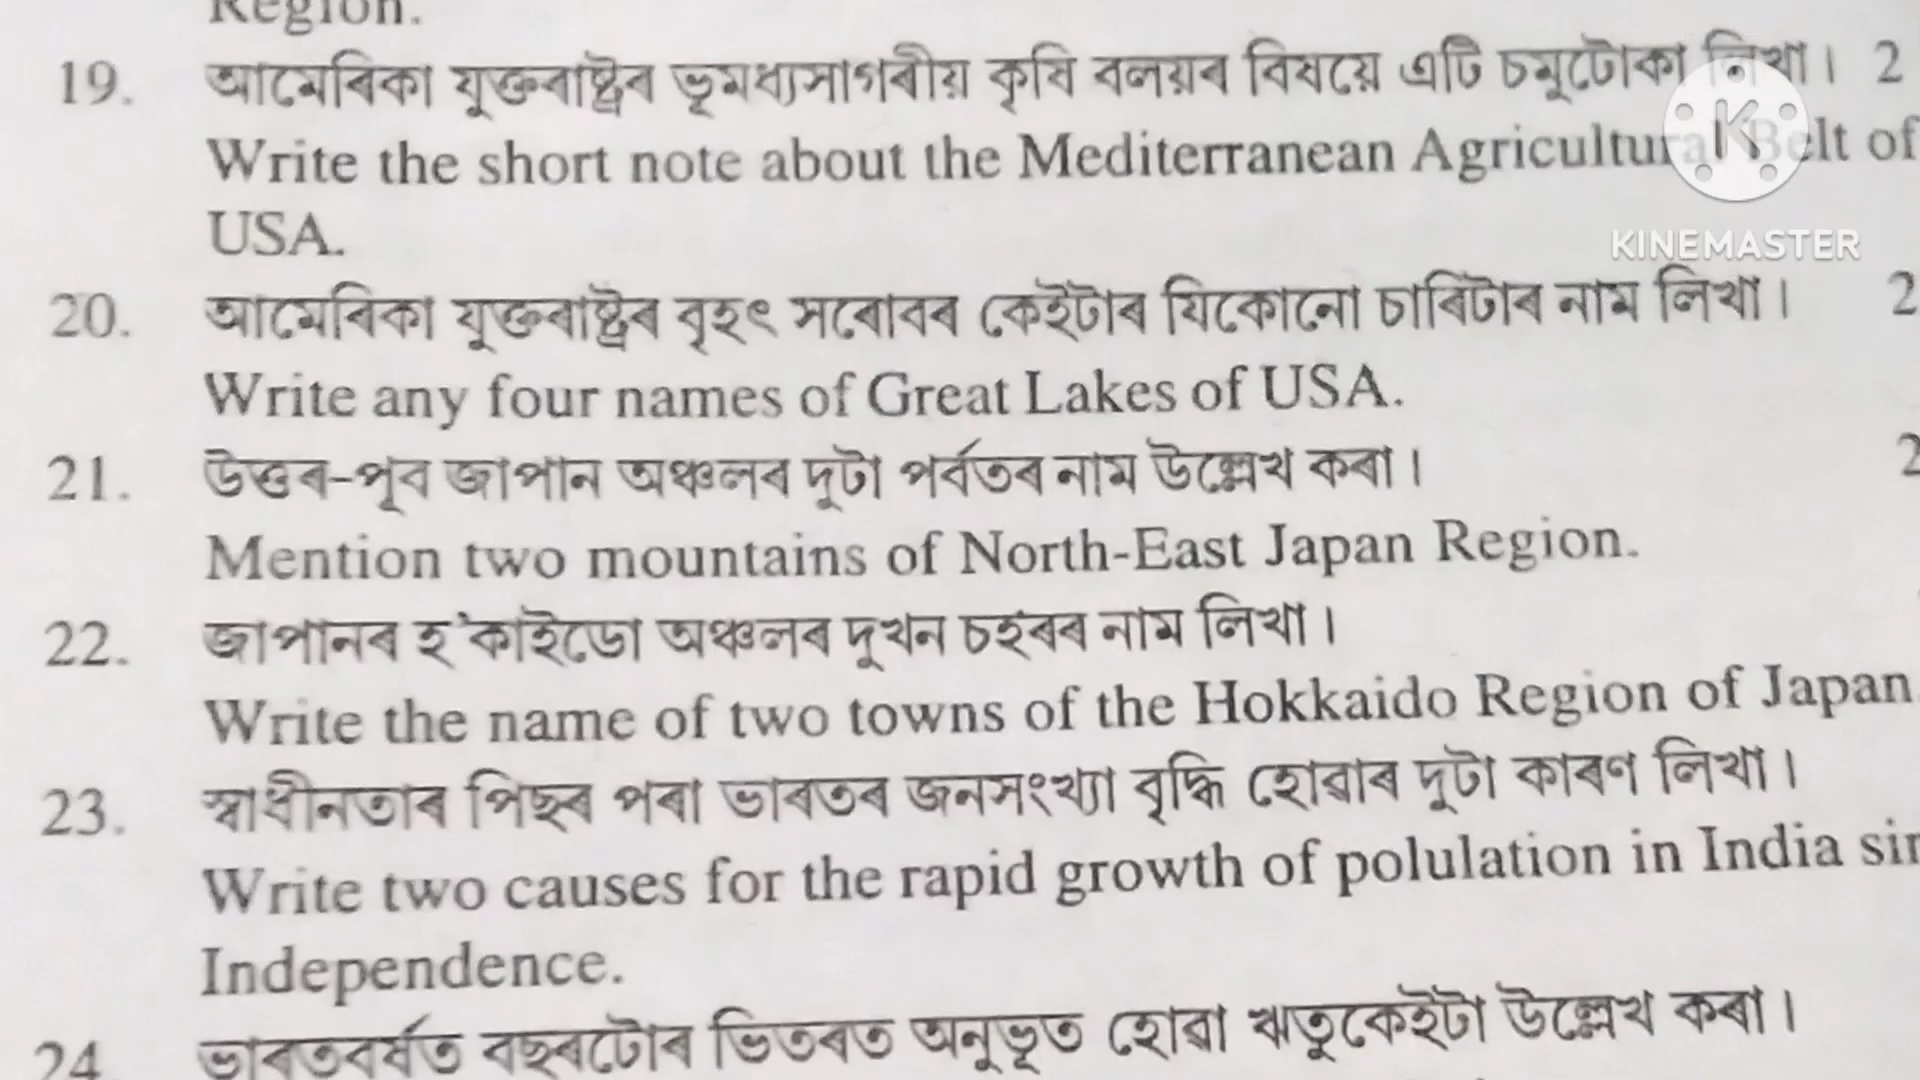 Region.
19. আমেৰিকা যুক্তৰাষ্ট্ৰৰ ভূমধ্যসাগৰীয় কৃষি বলয়ৰ বিষয়ে এটি চমুটোকা লিখা। 2
Write the short note about the Mediterranean Agricultural Belt of
USA.
KINEMASTER
20. আমেৰিকা যুক্তৰাষ্ট্ৰৰ বৃহৎ সৰোবৰ কেইটাৰ যিকোনো চাৰিটাৰ নাম লিখা। 2
Write any four names of Great Lakes of USA.
21. উত্তৰ-পূব জাপান অঞ্চলৰ দুটা পৰ্বতৰ নাম উল্লেখ কৰা। 2
Mention two mountains of North-East Japan Region.
22. জাপানৰ হ'কাইডো অঞ্চলৰ দুখন চহৰৰ নাম লিখা।
Write the name of two towns of the Hokkaido Region of Japan
23. স্বাধীনতাৰ পিছৰ পৰা ভাৰতৰ জনসংখ্যা বৃদ্ধি হোৱাৰ দুটা কাৰণ লিখা।
Write two causes for the rapid growth of polulation in India
Independence.
24. ভাৰতবৰ্ষত বছৰটোৰ ভিতৰত অনুভূত হোৱা ঋতুকেইটা উল্লেখ কৰা।